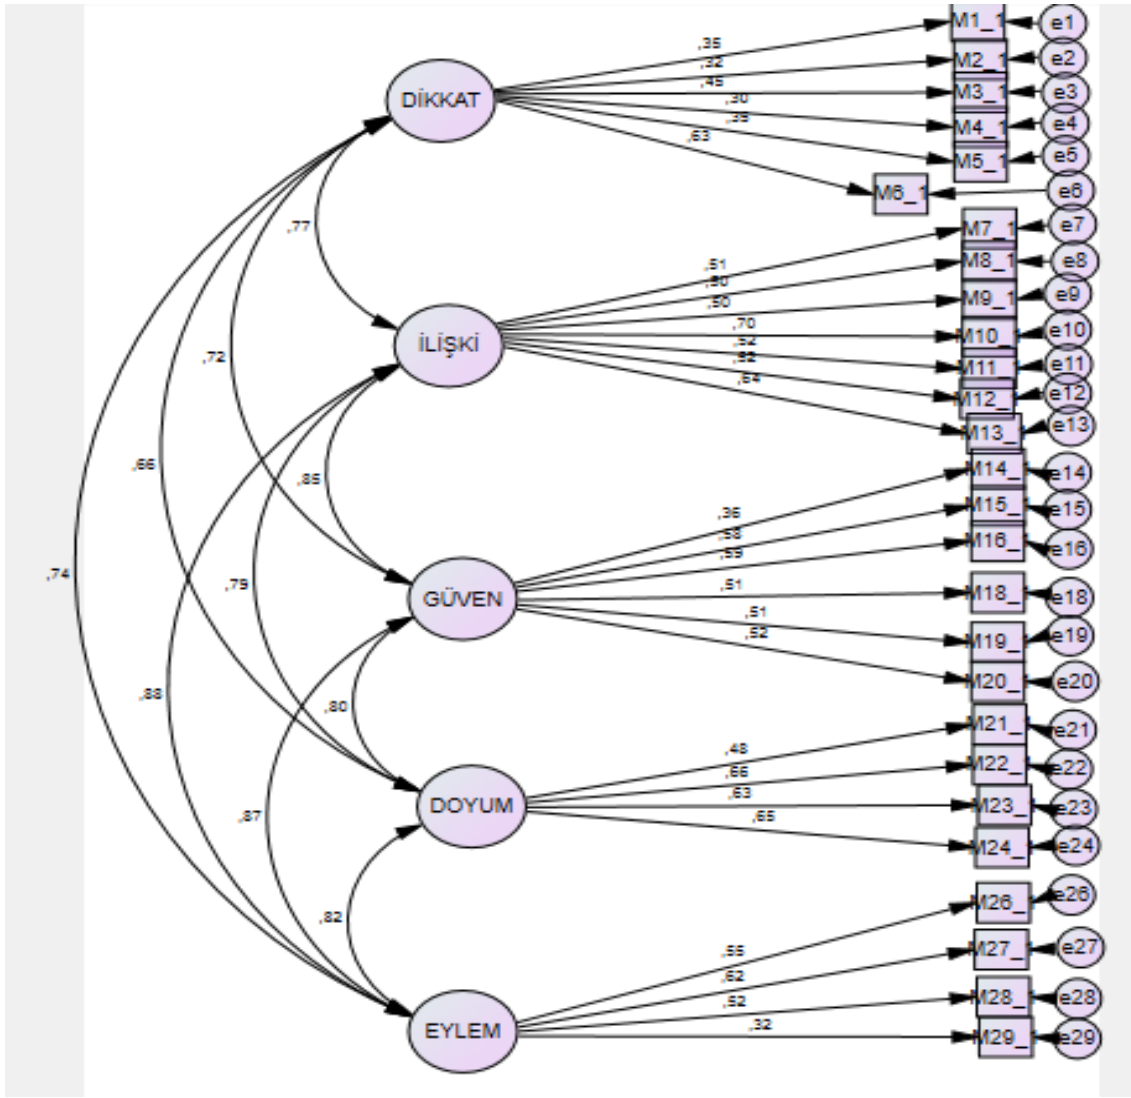 M1_1 e1
,35
M2_1 e2
,32
M3_1 e3
,45
DİKKAT
,30
M4_1 e4
,39
,63
M5_1 e5
M6_1 e6
,77
M7_1 e7
,51
M8_1 e8
,50
,50
M9_1 e9
,70
M10_ e10
İLİŞKİ
,52
,52
M11_ e11
,64
M12_ e12
M13_ e13
,72
,66
,85
M14_ e14
,36
M15_ e15
,58
M16_ e16
,59
,74
,79
,51
M18_ e18
GÜVEN
,51
M19_ e19
,52
M20_ e20
,88
,80
M21_ e21
,48
M22_ e22
,66
,63
M23_ e23
DOYUM
,65
M24_ e24
,87
,82
M26_ e26
,55
M27_ e27
,62
M28_ e28
,52
EYLEM
,32
M29_ e29